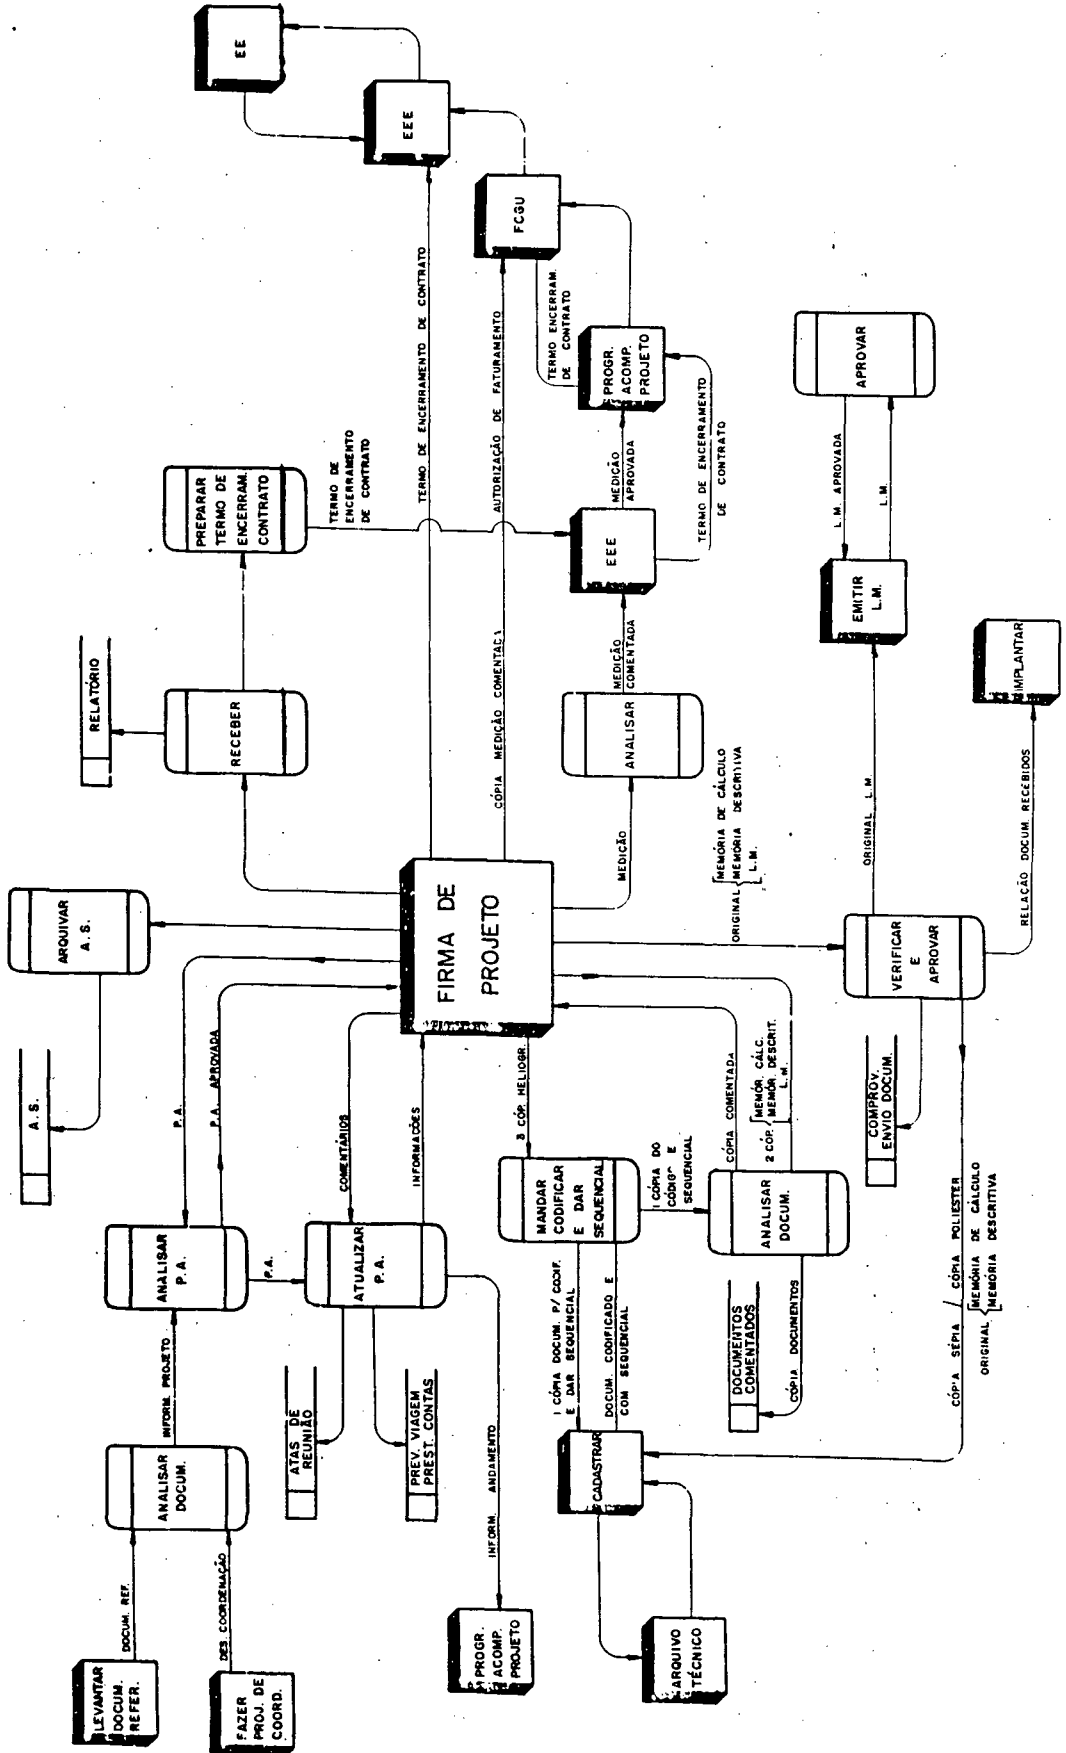 LEVANTAR
DOCUM.
REFER.
DOCUM. REF.
FAZER
PROJ. DE
COORD.
DES. COORDENAÇÃO
ANALISAR
DOCUM.
INFORM. PROJETO
ANALISAR
P.A.
P.A.
P.A. APROVADA
P.A.
A. S.
ARQUIVAR
A. S.
ATUALIZAR
P.A.
COMENTÁRIOS
INFORMAÇÕES
ATAS DE
REUNIÃO
PREV. VIAGEM
PREST. CONTAS
INFORM. ANDAMENTO
PROGR.
ACOMP.
PROJETO
FIRMA DE
PROJETO
RECEBER
RELATÓRIO
PREPARAR
TERMO DE
ENCERRAM.
CONTRATO
TERMO DE
ENCERRAMENTO
DE CONTRATO
TERMO DE ENCERRAMENTO DE CONTRATO
EE
EEE
CÓPIA MEDIÇÃO COMENTAC
AUTORIZAÇÃO DE FATURAMENTO
FCGU
TERMO ENCERRAM.
DE CONTRATO
MEDIÇÃO
ANALISAR
MEDIÇÃO
COMENTADA
EEE
MEDIÇÃO
APROVADA
PROGR.
ACOMP.
PROJETO
TERMO DE ENCERRAMENTO
DE CONTRATO
3 CÓP. HELIOGR.
MANDAR
CODIFICAR
E DAR
SEQUENCIAL
1 CÓPIA DO
CÓDIGO E
SEQUENCIAL
1 CÓPIA DOCUM. P/ CODIF.
E DAR SEQUENCIAL
DOCUM. CODIFICADO E
COM SEQUENCIAL
CADASTRAR
ARQUIVO
TÉCNICO
ANALISAR
DOCUM.
CÓPIA COMENTADA
2 CÓP. MEMÓR. CÁLC.
MEMÓR. DESCRIT.
L.M.
DOCUMENTOS
COMENTADOS
CÓPIA DOCUMENTOS
ORIGINAL MEMÓRIA DE CÁLCULO
MEMÓRIA DESCRITIVA
L.M.
VERIFICAR
E
APROVAR
COMPROV.
ENVIO DOCUM.
CÓPIA SÉPIA / CÓPIA POLIESTER
ORIGINAL MEMÓRIA DE CÁLCULO
MEMÓRIA DESCRITIVA
ORIGINAL L.M.
EMITIR
L.M.
L.M. APROVADA
L.M.
APROVAR
RELAÇÃO DOCUM. RECEBIDOS
IMPLANTAR